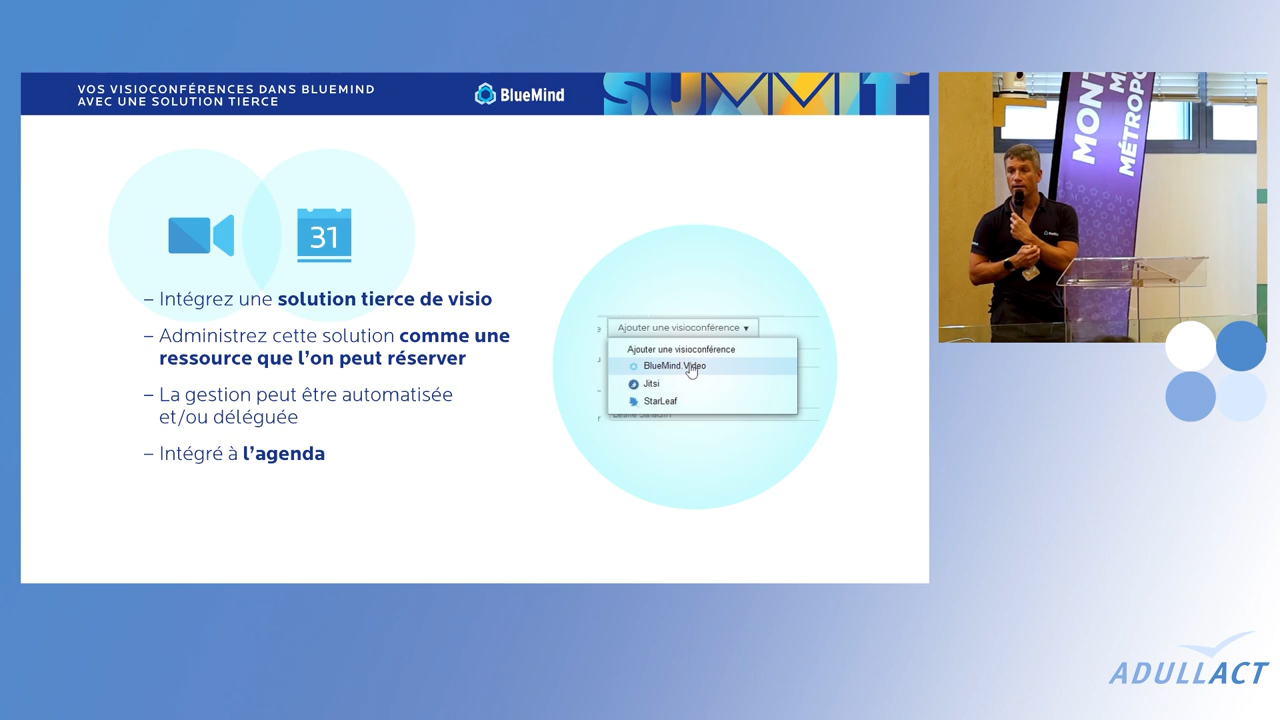 VOS VISIOCONFÉRENCES DANS BLUEMIND
AVEC UNE SOLUTION TIERCE
BlueMind
SUMMIT
31
– Intégrez une solution tierce de visio
– Administrez cette solution comme une
ressource que l'on peut réserver
– La gestion peut être automatisée
et/ou déléguée
– Intégré à l'agenda
Ajouter une visioconférence ▾
Ajouter une visioconférence
BlueMind.Video
Jitsi
StarLeaf
MONT
MÉTROPO
ADULLACT